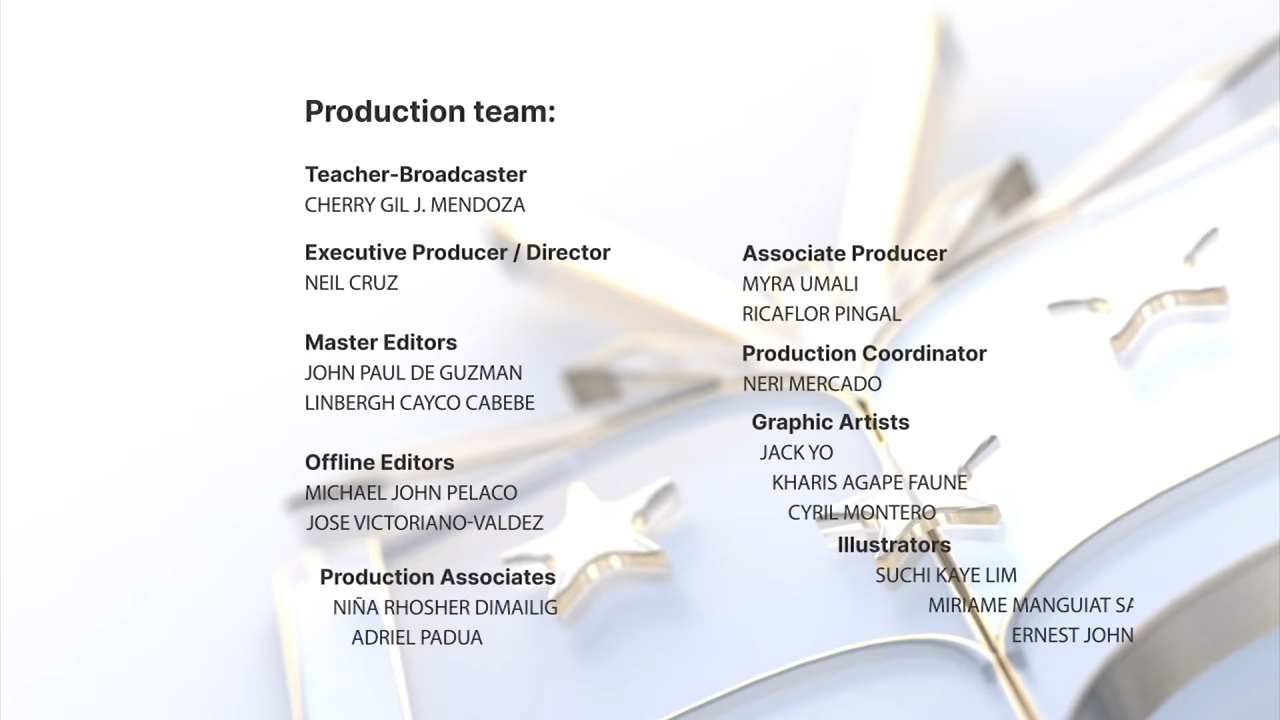 Production team:
Teacher-Broadcaster
CHERRY GIL J. MENDOZA
Executive Producer / Director
NEIL CRUZ
Master Editors
JOHN PAUL DE GUZMAN
LINBERGH CAYCO CABEBE
Offline Editors
MICHAEL JOHN PELACO
JOSE VICTORIANO-VALDEZ
Production Associates
NIÑA RHOSHER DIMAILIG
ADRIEL PADUA
Associate Producer
MYRA UMALI
RICAFLOR PINGAL
Production Coordinator
NERI MERCADO
Graphic Artists
JACK YO
KHARIS AGAPE FAUNE
CYRIL MONTERO
Illustrators
SUCHI KAYE LIM
MIRIAME MANGUIAT
ERNEST JOHN